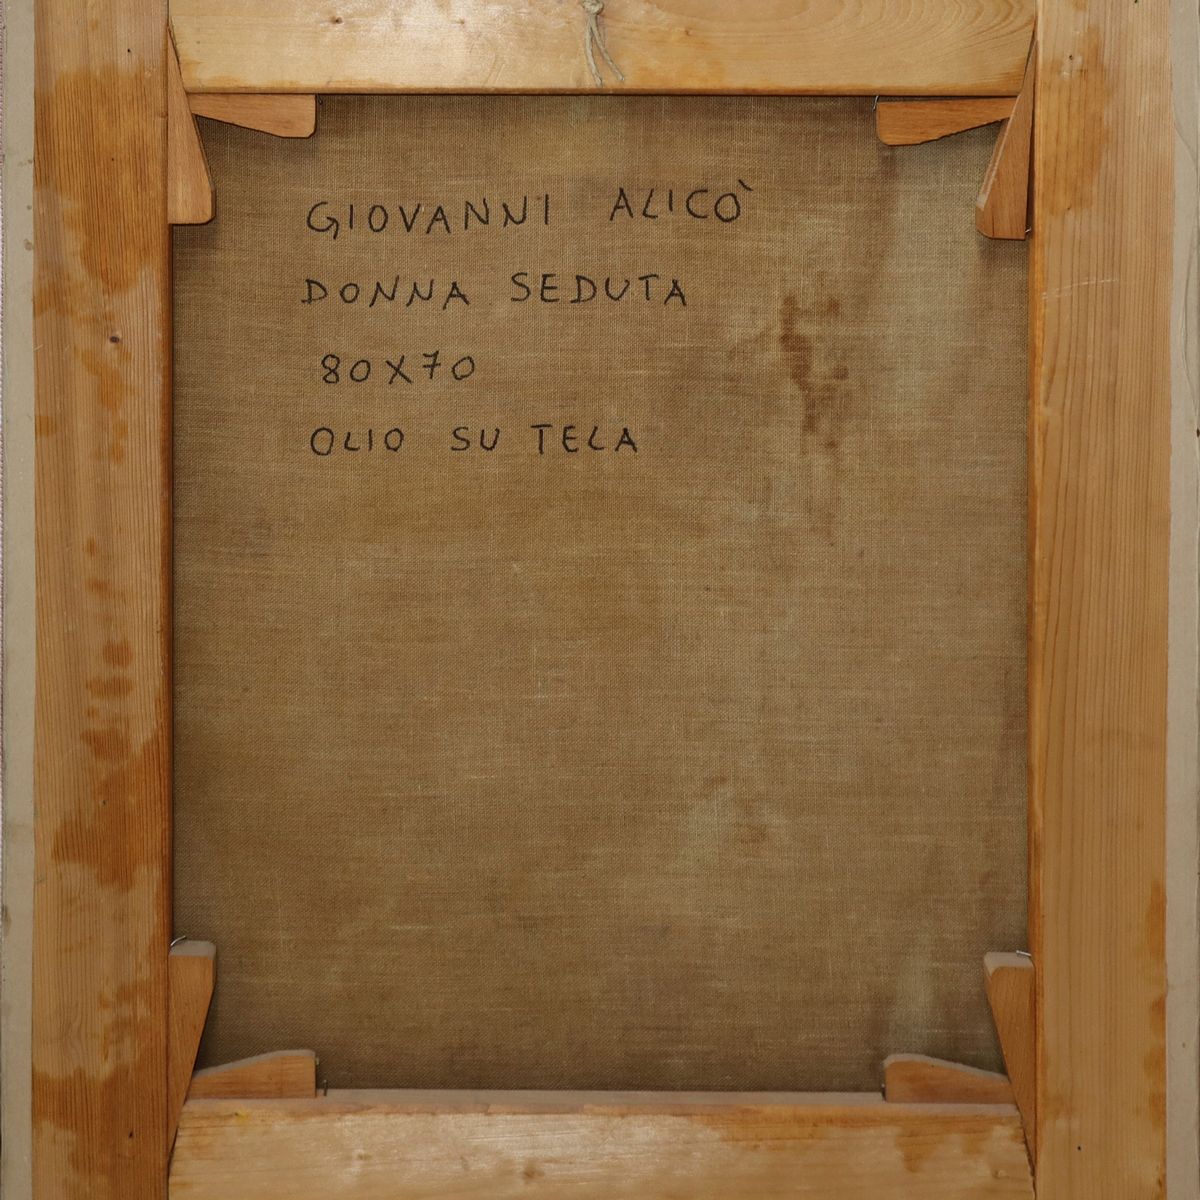 GIOVANNI ALICÒ
DONNA SEDUTA
80X70
OLIO SU TELA